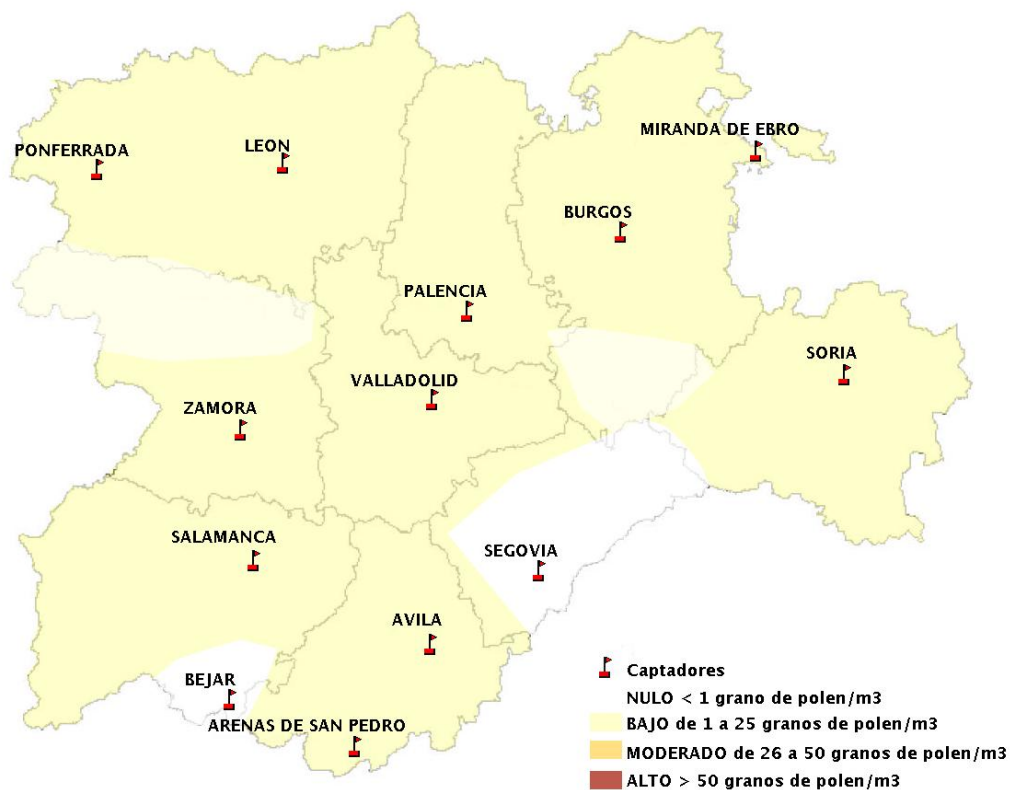 MIRANDA DE EBRO
PONFERRADA
LEON
BURGOS
PALENCIA
SORIA
VALLADOLID
ZAMORA
SALAMANCA
SEGOVIA
AVILA
BEJAR
ARENAS DE SAN PEDRO
Captadores
NULO < 1 grano de polen/m3
BAJO de 1 a 25 granos de polen/m3
MODERADO de 26 a 50 granos de polen/m3
ALTO > 50 granos de polen/m3